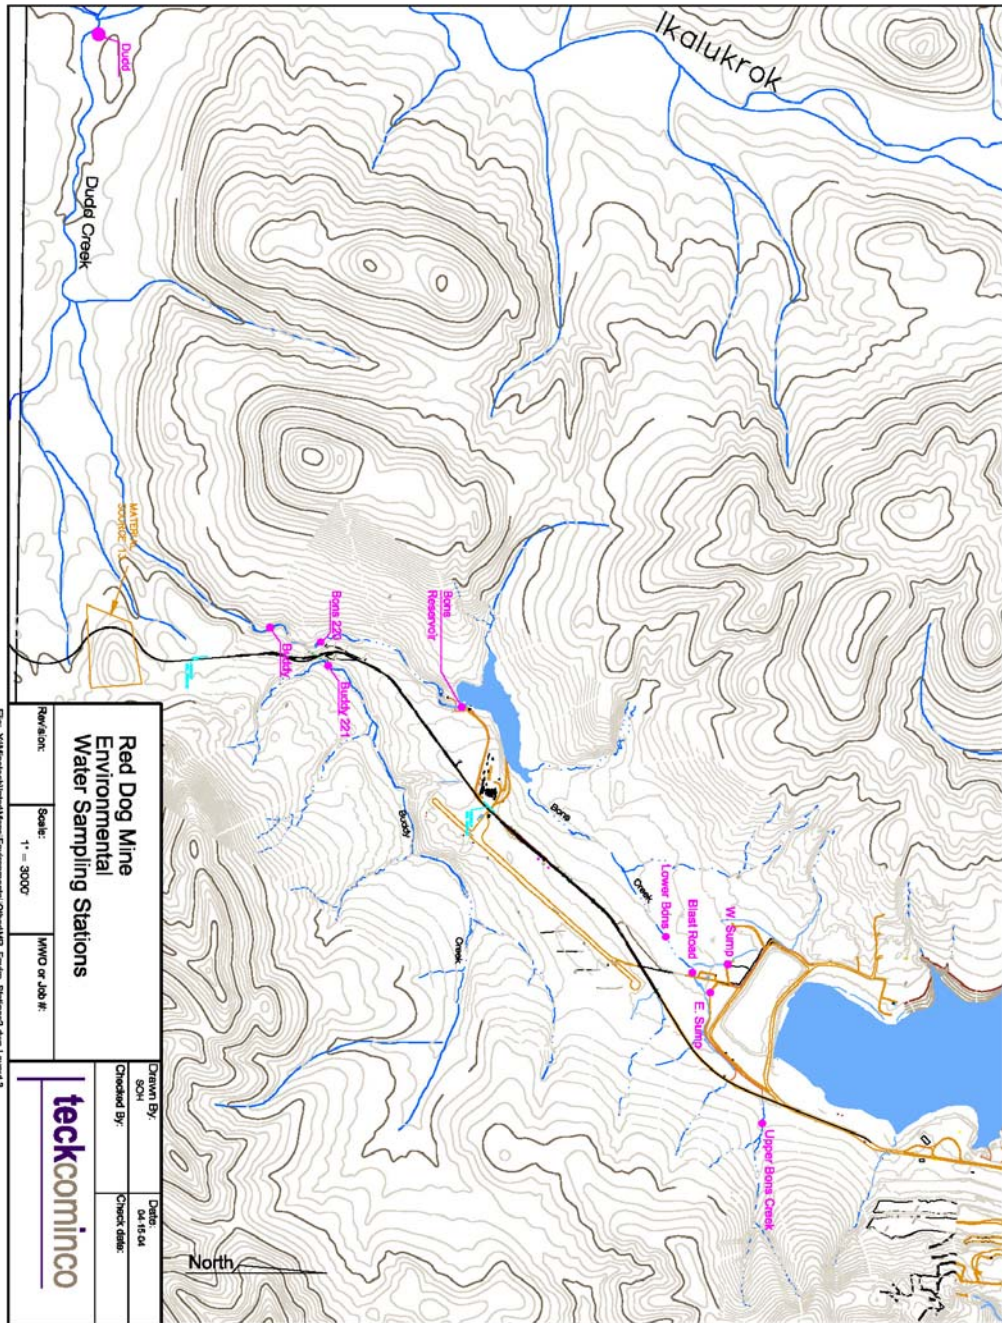 Ikalukrok
Dudd
Dudd Creek
MATERIAL
SOURCE 13
Bons
Reservoir
Bons 220
Buddy
Buddy 221
Bons
Creek
Lower Bons
Blast Road
W. Sump
E. Sump
Upper Bons Creek
Buddy
Creek
North
Red Dog Mine
Environmental
Water Sampling Stations
Revision:
Scale:
1" = 3000'
MWO or Job #:
Drawn By:
SCH
Date:
04-15-04
Checked By:
Check date:
teckcominco